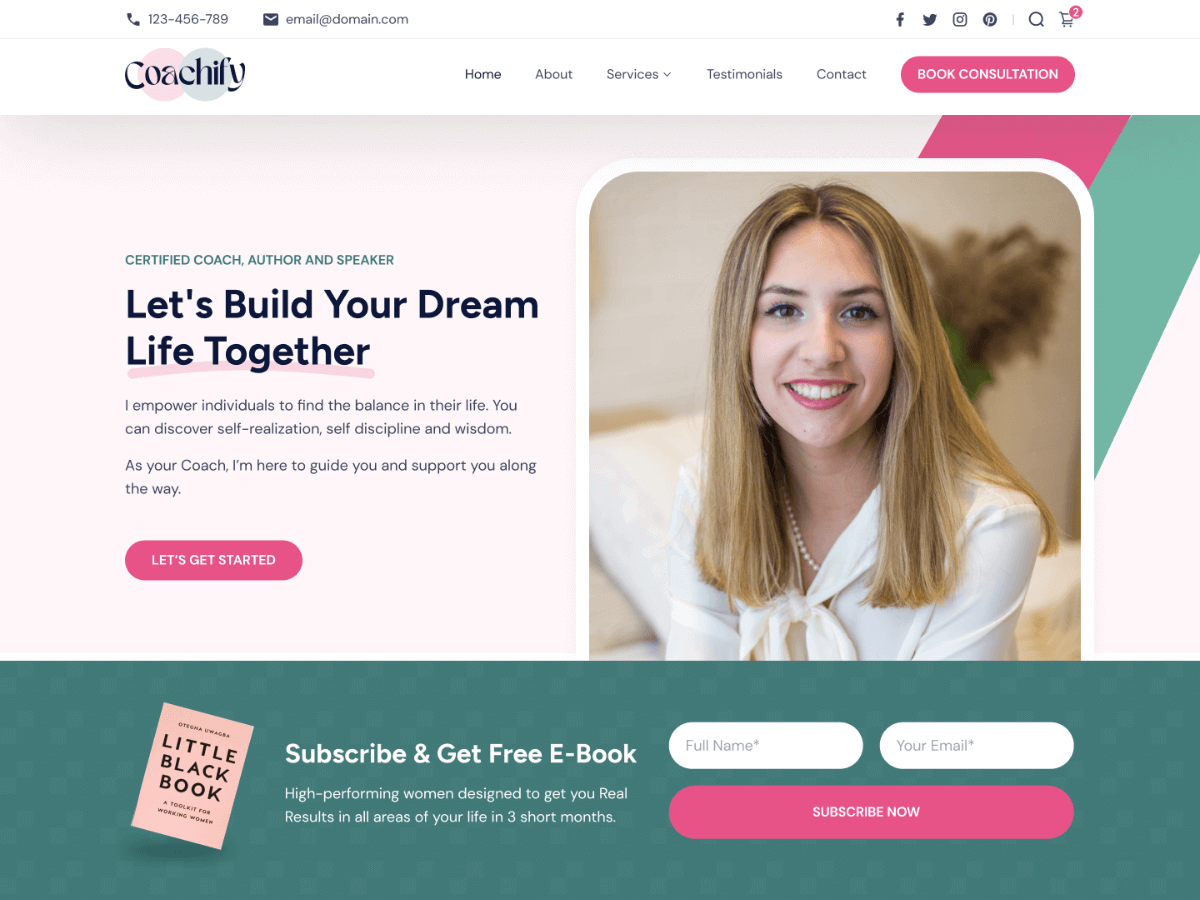 123-456-789
email@domain.com
2
Coachify
Home
About
Services
Testimonials
Contact
BOOK CONSULTATION
CERTIFIED COACH, AUTHOR AND SPEAKER
Let's Build Your Dream
Life Together
I empower individuals to find the balance in their life. You
can discover self-realization, self discipline and wisdom.
As your Coach, I’m here to guide you and support you along
the way.
LET’S GET STARTED
OTEGHA UWAGBA
LITTLE
BLACK
BOOK
A TOOLKIT FOR
WORKING WOMEN
Subscribe & Get Free E-Book
High-performing women designed to get you Real
Results in all areas of your life in 3 short months.
Full Name*
Your Email*
SUBSCRIBE NOW